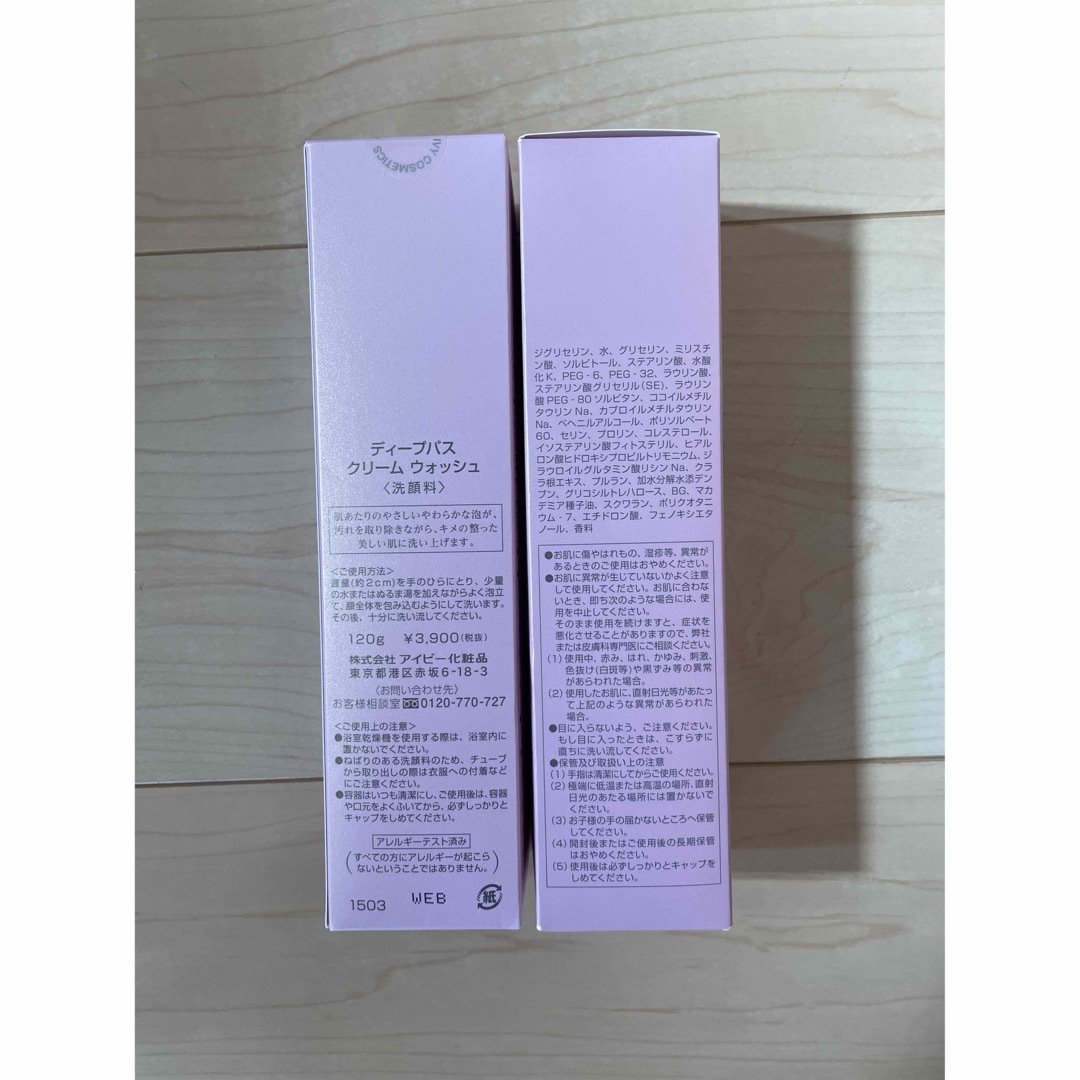 IVY COSMETICS
ディープパス
クリーム ウォッシュ
〈洗顔料〉
肌あたりのやさしいやわらかな泡が、
汚れを取り除きながら、キメの整った
美しい肌に洗い上げます。
<ご使用方法>
適量(約2cm)を手のひらにとり、少量
の水またはぬるま湯を加えながらよく泡立
て、顔全体を包み込むようにして洗います。
その後、十分に洗い流してください。
120g ￥3,900(税抜)
株式会社 アイビー化粧品
東京都港区赤坂6-18-3
〈お問い合わせ先〉
お客様相談室 0120-770-727
<ご使用上の注意>
●浴室乾燥機を使用する際は、浴室内に
置かないでください。
●ねばりのある洗顔料のため、チューブ
から取り出しの際は衣服への付着などに
ご注意ください。
●容器はいつも清潔にし、ご使用後は、容器
や口元をよくふいてから、必ずしっかりと
キャップをしめてください。
アレルギーテスト済み
(すべての方にアレルギーが起こら
ないということではありません。)
1503 WEB 紙
ジグリセリン、水、グリセリン、ミリスチ
ン酸、ソルビトール、ステアリン酸、水酸
化K、PEG-6、PEG-32、ラウリン酸、
ステアリン酸グリセリル(SE)、ラウリン
酸PEG-80ソルビタン、ココイルメチル
タウリンNa、カプロイルメチルタウリン
Na、ベヘニルアルコール、ポリソルベート
60、セリン、プロリン、コレステロール、
イソステアリン酸フィトステリル、ヒアル
ロン酸ヒドロキシプロピルトリモニウム、ジ
ラウロイルグルタミン酸リシンNa、クラ
ラ根エキス、プルラン、加水分解水添デン
プン、グリコシルトレハロース、BG、マカ
デミア種子油、スクワラン、ポリクオタニ
ウム-7、エチドロン酸、フェノキシエタ
ノール、香料
●お肌に傷やはれもの、湿疹等、異常が
あるときのご使用はおやめください。
●お肌に異常が生じていないかよく注意
して使用してください。お肌に合わな
いとき、即ち次のような場合には、使
用を中止してください。
そのまま使用を続けますと、症状を
悪化させることがありますので、弊社
または皮膚科専門医にご相談ください。
(1) 使用中、赤み、はれ、かゆみ、刺激、
色抜け(白斑等)や黒ずみ等の異常
があらわれた場合。
(2) 使用したお肌に、直射日光等があたっ
て上記のような異常があらわれた
場合。
●目に入らないよう、ご注意ください。
もし目に入ったときは、こすらずに
直ちに洗い流してください。
●保管及び取扱い上の注意
(1) 手指は清潔にしてからご使用ください。
(2) 極端に低温または高温の場所、直射
日光のあたる場所には置かないで
ください。
(3) お子様の手の届かないところへ保管
してください。
(4) 開封後またはご使用後の長期保管
はおやめください。
(5) 使用後は必ずしっかりとキャップを
しめてください。